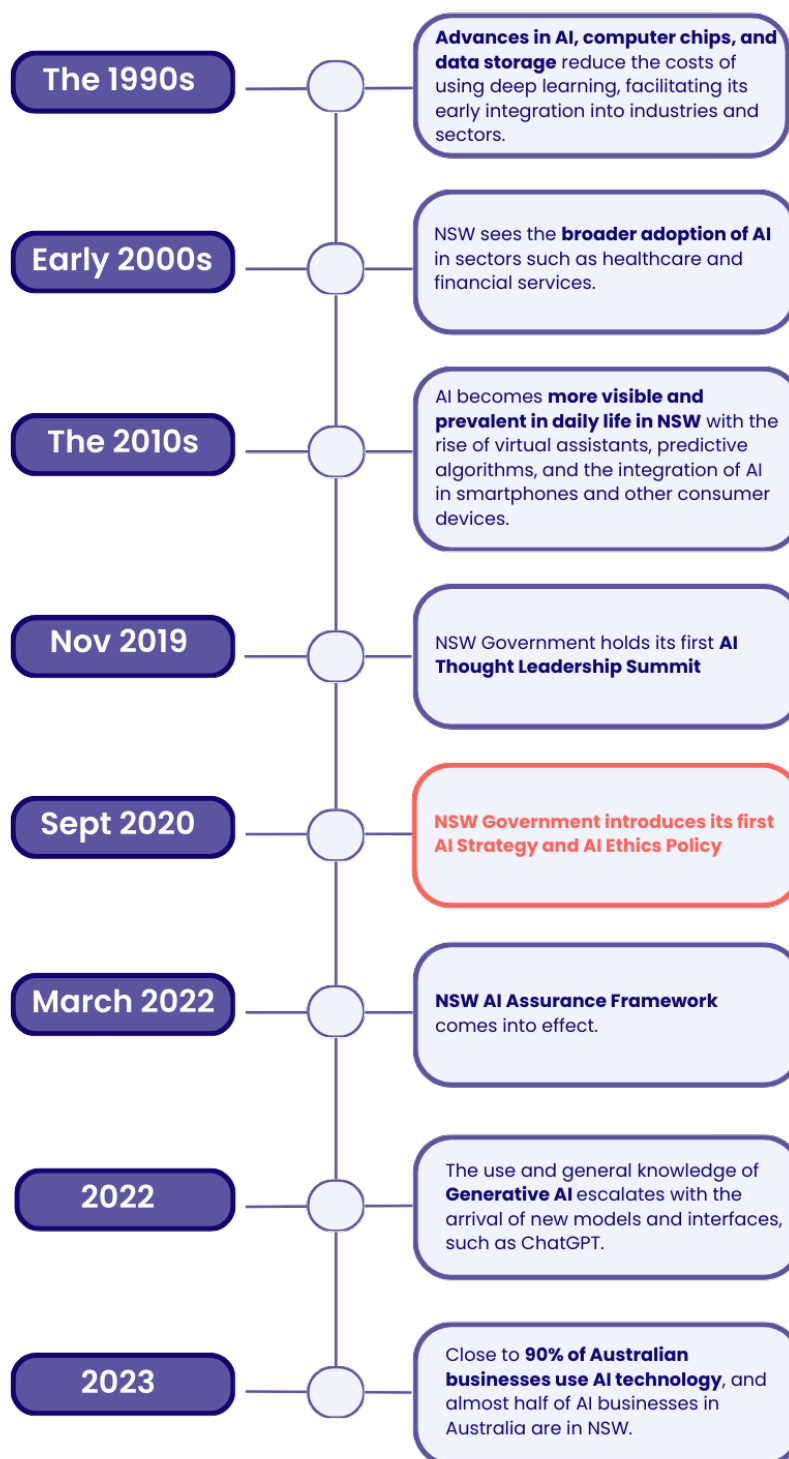 The 1990s
Advances in AI, computer chips, and
data storage reduce the costs of
using deep learning, facilitating its
early integration into industries and
sectors.
Early 2000s
NSW sees the broader adoption of AI
in sectors such as healthcare and
financial services.
The 2010s
AI becomes more visible and
prevalent in daily life in NSW with the
rise of virtual assistants, predictive
algorithms, and the integration of AI
in smartphones and other consumer
devices.
Nov 2019
NSW Government holds its first AI
Thought Leadership Summit
Sept 2020
NSW Government introduces its first
AI Strategy and AI Ethics Policy
March 2022
NSW AI Assurance Framework
comes into effect.
2022
The use and general knowledge of
Generative AI escalates with the
arrival of new models and interfaces,
such as ChatGPT.
2023
Close to 90% of Australian
businesses use AI technology, and
almost half of AI businesses in
Australia are in NSW.